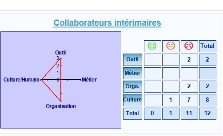 Collaborateurs intérimaires
Total
Outil
Outil 2 2
Métier
Culture/Humain Métier
Orga. 2 2
Culture 1 7 8
Organisation
Total 0 1 11 12